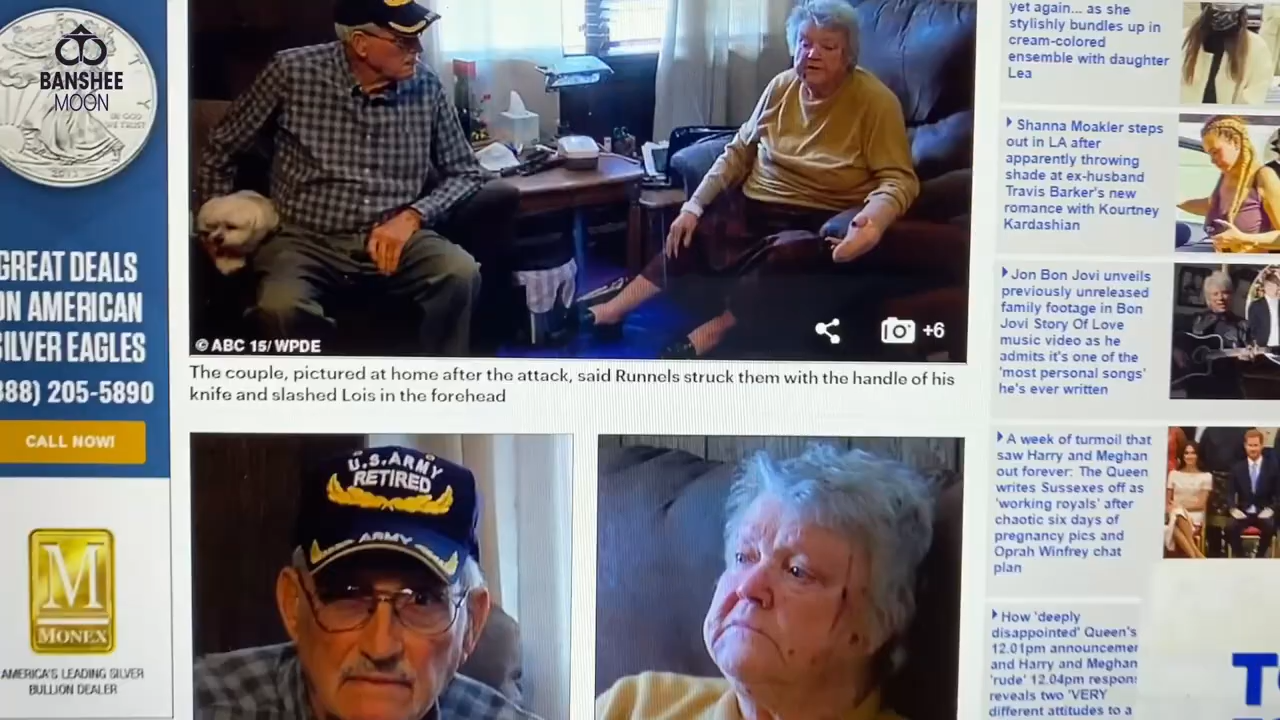 BANSHEE
MOON
IN GOD
WE TRUST
GREAT DEALS
ON AMERICAN
SILVER EAGLES
888) 205-5890
CALL NOW!
M
MONEX
AMERICA'S LEADING SILVER
BULLION DEALER
© ABC 15/ WPDE
+6
The couple, pictured at home after the attack, said Runnels struck them with the handle of his
knife and slashed Lois in the forehead
U.S. ARMY
RETIRED
ARMY
yet again... as she
stylishly bundles up in
cream-colored
ensemble with daughter
Lea
Shanna Moakler steps
out in LA after
apparently throwing
shade at ex-husband
Travis Barker's new
romance with Kourtney
Kardashian
Jon Bon Jovi unveils
previously unreleased
family footage in Bon
Jovi Story Of Love
music video as he
admits it's one of the
'most personal songs'
he's ever written
A week of turmoil that
saw Harry and Meghan
out forever: The Queen
writes Sussexes off as
'working royals' after
chaotic six days of
pregnancy pics and
Oprah Winfrey chat
plan
How 'deeply
disappointed' Queen's
12.01pm announcemen
and Harry and Meghan
'rude' 12.04pm respons
reveals two 'VERY
different attitudes to a